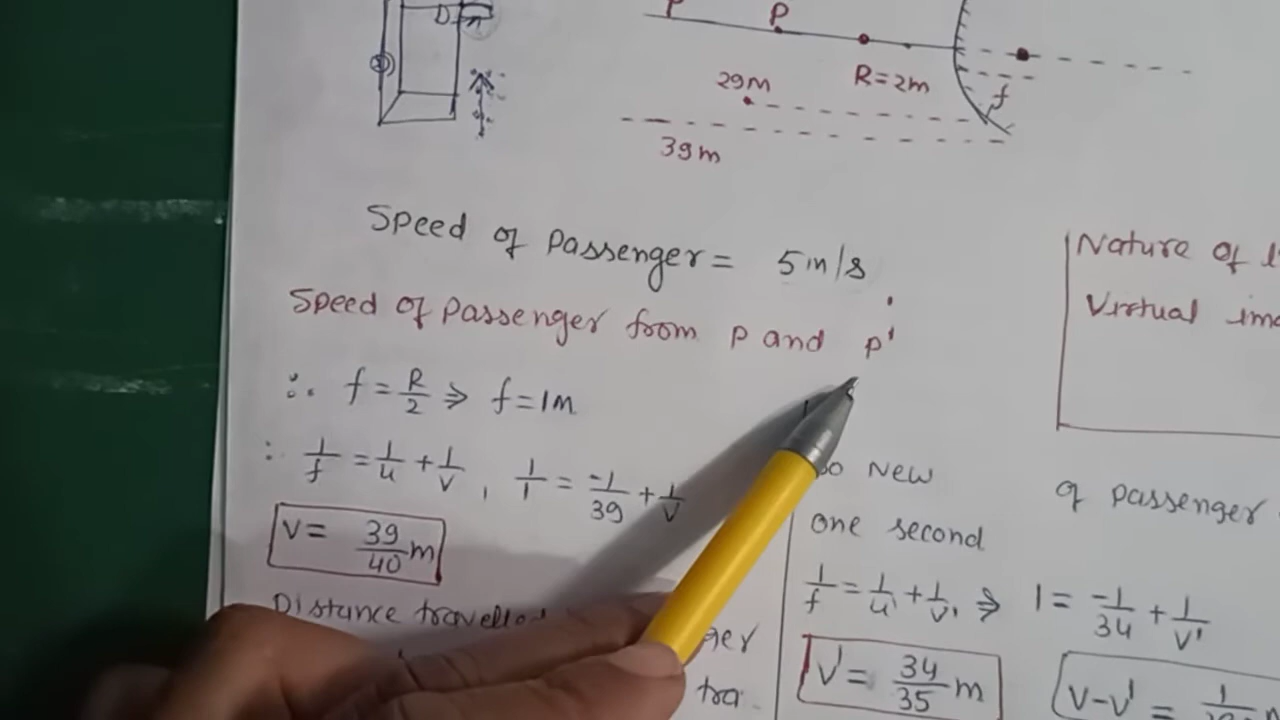 D
P
P
R=2m
f
29M
39m
Speed of Passenger = 5m/s
Speed of Passenger from P and P'
∴ f = R/2 ⇒ f=1m
∴ 1/f = 1/u + 1/v, 1/1 = -1/39 + 1/v
v = 39/40 m
Distance travelled
Nature of
Virtual
New
of passenger
one second
1/f = 1/u' + 1/v' ⇒ 1 = -1/34 + 1/v'
v' = 34/35 m
v-v' =